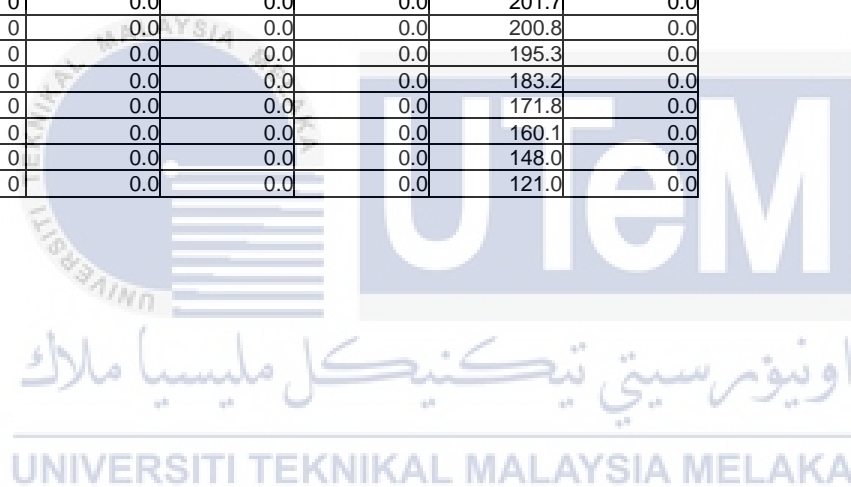 0 0.0 0.0 0.0 201.7 0.0
0 0.0 0.0 0.0 200.8 0.0
0 0.0 0.0 0.0 195.3 0.0
0 0.0 0.0 0.0 183.2 0.0
0 0.0 0.0 0.0 171.8 0.0
0 0.0 0.0 0.0 160.1 0.0
0 0.0 0.0 0.0 148.0 0.0
0 0.0 0.0 0.0 121.0 0.0
UNIVERSITI TEKNIKAL MALAYSIA MELAKA
UTeM
اونيۏرسيتي تيكنيكل مليسيا ملاك
UNIVERSITI TEKNIKAL MALAYSIA MELAKA